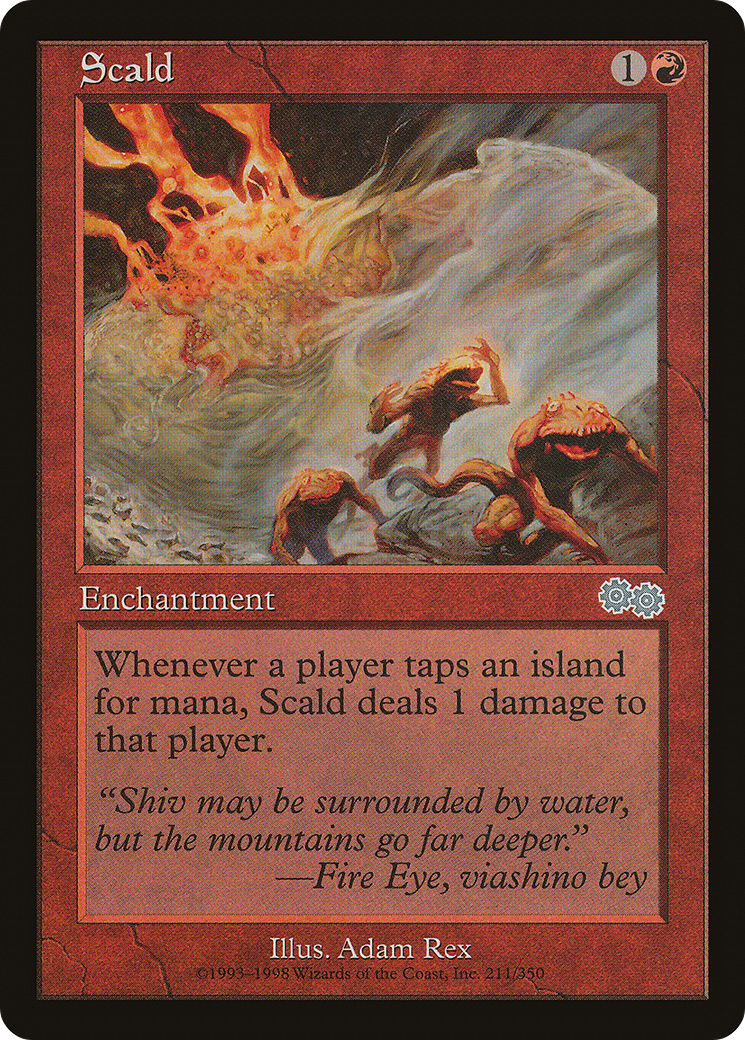 Scald
1
Enchantment
Whenever a player taps an island
for mana, Scald deals 1 damage to
that player.
“Shiv may be surrounded by water,
but the mountains go far deeper.”
—Fire Eye, viashino bey
Illus. Adam Rex
©1993–1998 Wizards of the Coast, Inc. 211/350